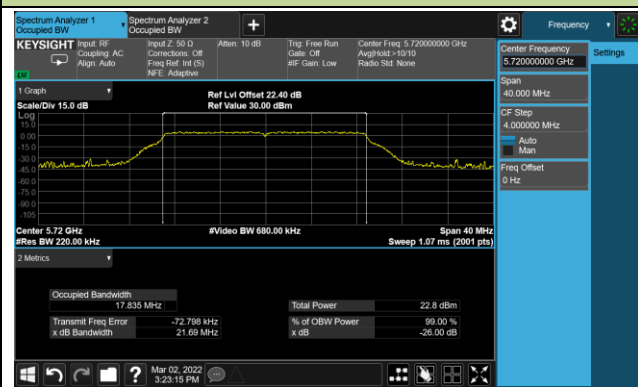 Spectrum Analyzer 1
Occupied BW
Spectrum Analyzer 2
Occupied BW
Frequency
KEYSIGHT
Input: RF
Coupling: AC
Align: Auto
Input Z: 50 Ω
Corrections: Off
Freq Ref: Int (S)
NFE: Adaptive
Atten: 10 dB
Trig: Free Run
Gate: Off
#IF Gain: Low
Center Freq: 5.720000000 GHz
Avg|Hold:>10/10
Radio Std: None
Center Frequency
5.720000000 GHz
Settings
Span
40.000 MHz
CF Step
4.000000 MHz
Auto
Man
Freq Offset
0 Hz
1 Graph
Scale/Div 15.0 dB
Ref Lvl Offset 22.40 dB
Ref Value 30.00 dBm
Log
15.0
0.00
-15.0
-30.0
-45.0
-60.0
-75.0
-90.0
-105
Center 5.72 GHz
#Res BW 220.00 kHz
#Video BW 680.00 kHz
Span 40 MHz
Sweep 1.07 ms (2001 pts)
2 Metrics
Occupied Bandwidth
17.835 MHz
Total Power 22.8 dBm
Transmit Freq Error -72.798 kHz
% of OBW Power 99.00 %
x dB Bandwidth 21.69 MHz
x dB -26.00 dB
Mar 02, 2022
3:23:15 PM